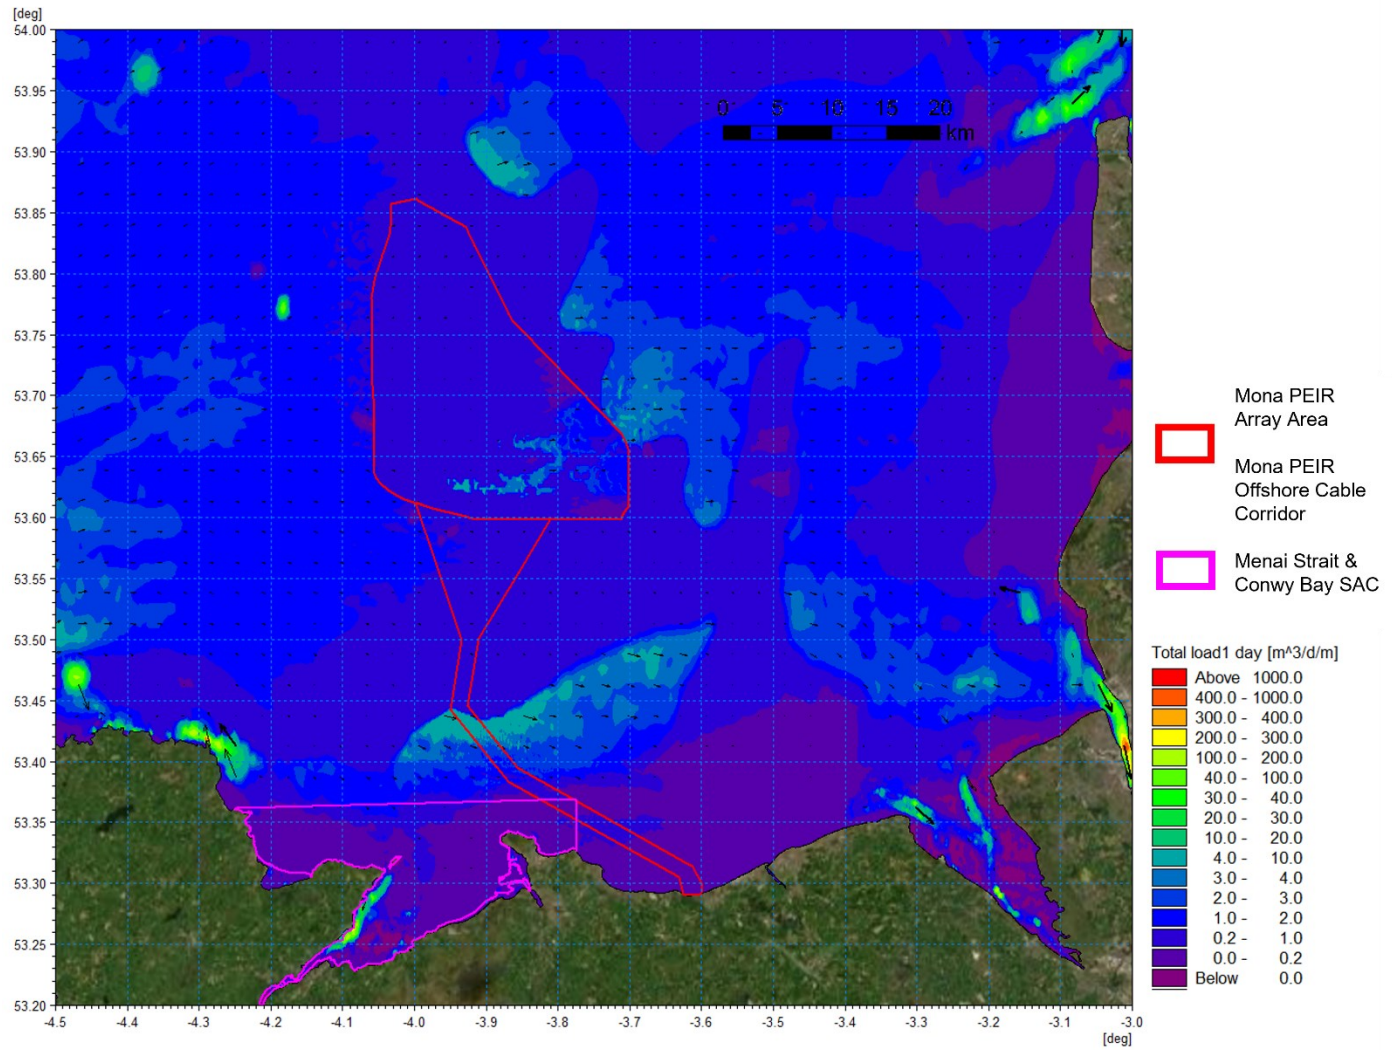 [deg]
54.00
53.95
53.90
53.85
53.80
53.75
53.70
53.65
53.60
53.55
53.50
53.45
53.40
53.35
53.30
53.25
53.20
-4.5 -4.4 -4.3 -4.2 -4.1 -4.0 -3.9 -3.8 -3.7 -3.6 -3.5 -3.4 -3.3 -3.2 -3.1 -3.0
[deg]
0 5 10 15 20
km
Mona PEIR
Array Area
Mona PEIR
Offshore Cable
Corridor
Menai Strait &
Conwy Bay SAC
Total load1 day [m^3/d/m]
Above 1000.0
400.0 - 1000.0
300.0 - 400.0
200.0 - 300.0
100.0 - 200.0
40.0 - 100.0
30.0 - 40.0
20.0 - 30.0
10.0 - 20.0
4.0 - 10.0
3.0 - 4.0
2.0 - 3.0
1.0 - 2.0
0.2 - 1.0
0.0 - 0.2
Below 0.0